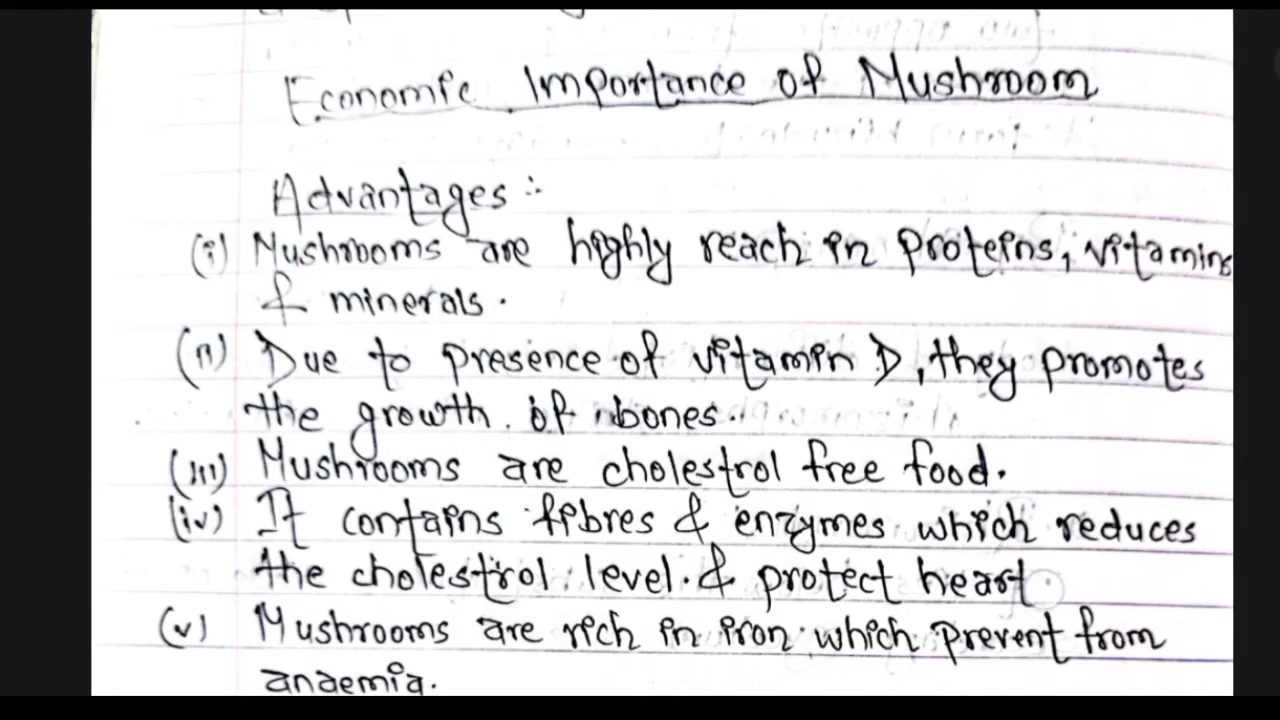 Economic Importance of Mushroom
Advantages :-
(i) Mushrooms are highly reach in proteins, vitamins
& minerals.
(ii) Due to presence of vitamin D, they promotes
the growth of bones.
(iii) Mushrooms are cholestrol free food.
(iv) It contains fibres & enzymes which reduces
the cholestrol level. & protect heart
(v) Mushrooms are rich in iron which prevent from
anaemia.